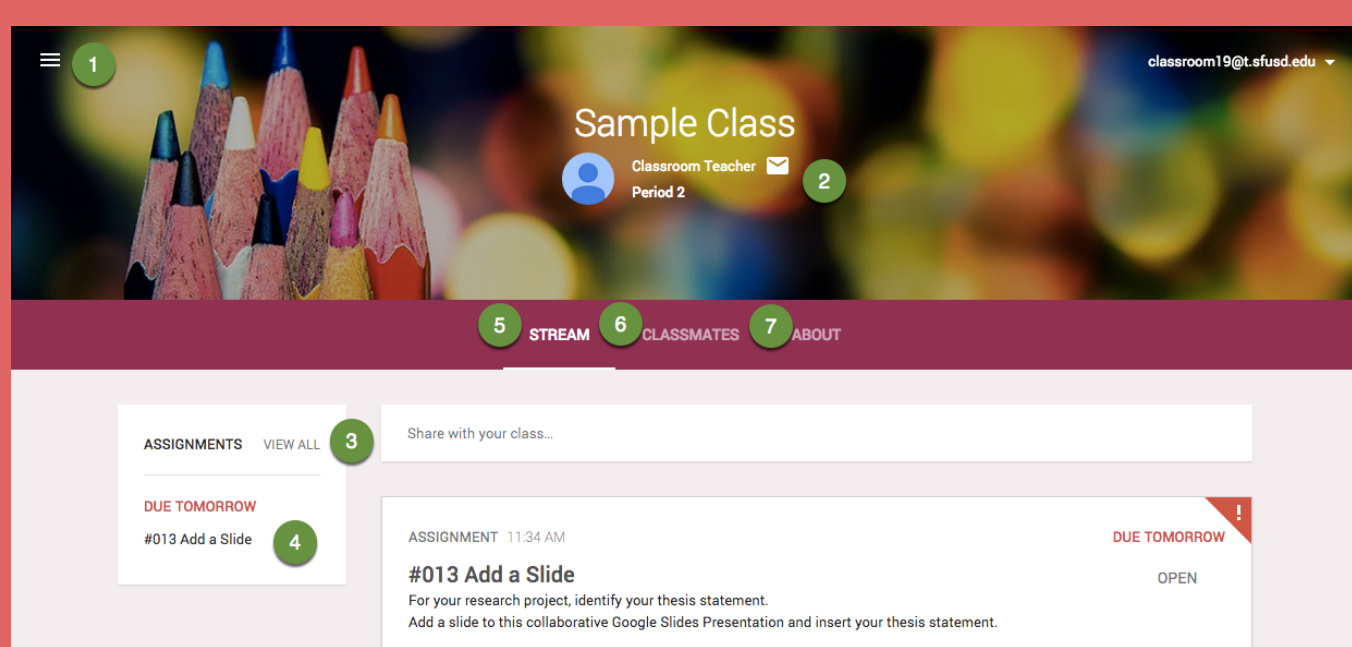 1
classroom19@t.sfusd.edu
Sample Class
Classroom Teacher
2
Period 2
5 STREAM 6 CLASSMATES 7 ABOUT
ASSIGNMENTS VIEW ALL 3
DUE TOMORROW
#013 Add a Slide 4
Share with your class...
!
ASSIGNMENT 11:34 AM DUE TOMORROW
#013 Add a Slide OPEN
For your research project, identify your thesis statement.
Add a slide to this collaborative Google Slides Presentation and insert your thesis statement.